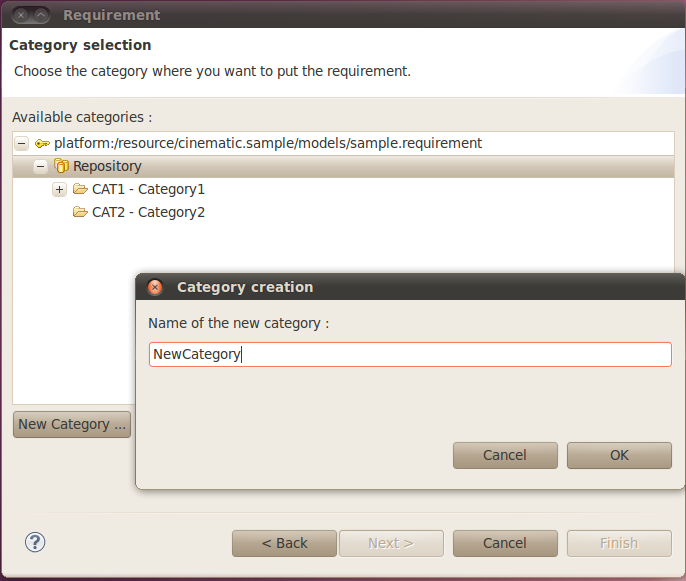 Requirement
Category selection
Choose the category where you want to put the requirement.
Available categories :
platform:/resource/cinematic.sample/models/sample.requirement
Repository
CAT1 - Category1
CAT2 - Category2
Category creation
Name of the new category :
NewCategory
New Category ...
Cancel OK
? < Back Next > Cancel Finish